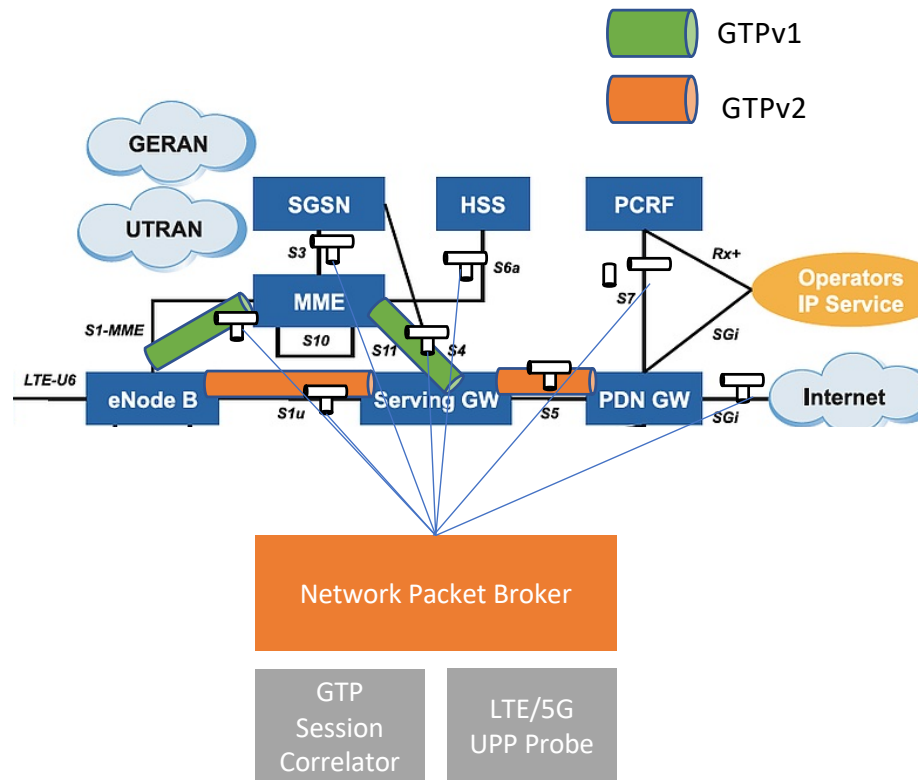 GTPv1
GTPv2
GERAN
UTRAN
SGSN
HSS
PCRF
S3
S6a
Rx+
MME
S7
Operators
IP Service
S1-MME
S10
S11
S4
SGi
LTE-U6
eNode B
S1u
Serving GW
S5
PDN GW
SGi
Internet
Network Packet Broker
GTP
Session
Correlator
LTE/5G
UPP Probe